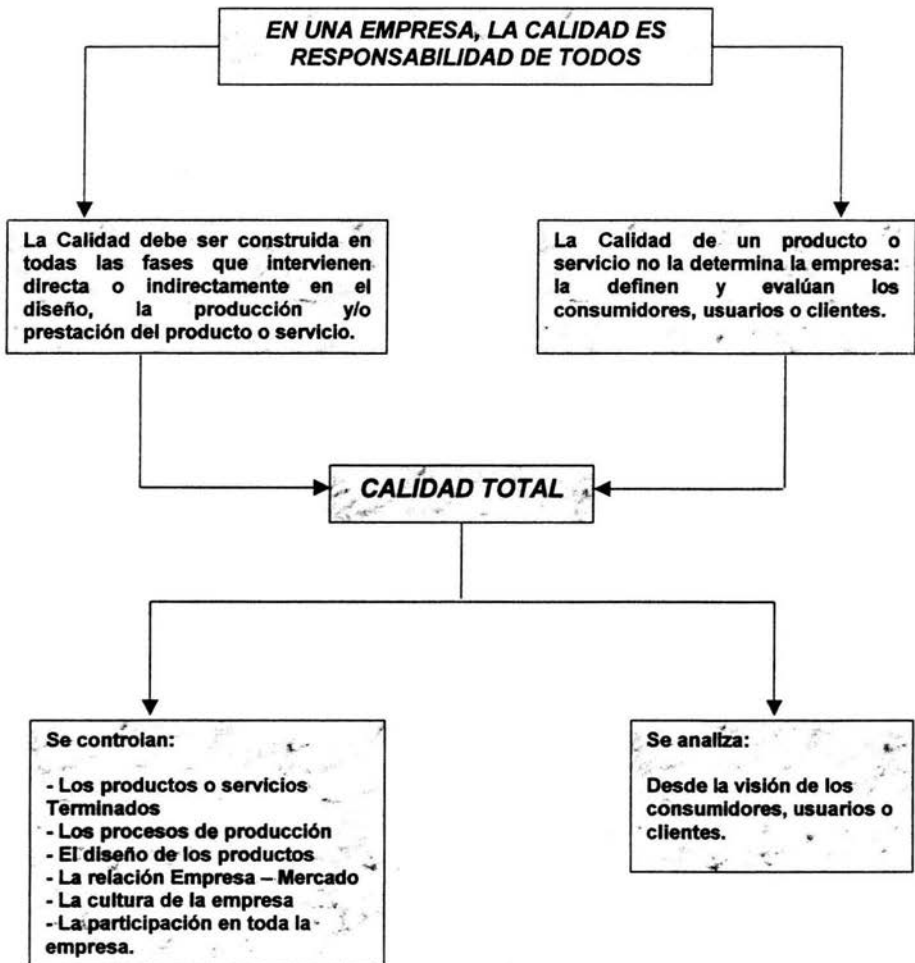 EN UNA EMPRESA, LA CALIDAD ES
RESPONSABILIDAD DE TODOS
La Calidad debe ser construida en
todas las fases que intervienen
directa o indirectamente en el
diseño, la producción y/o
prestación del producto o servicio.
La Calidad de un producto o
servicio no la determina la empresa:
la definen y evalúan los
consumidores, usuarios o clientes.
CALIDAD TOTAL
Se controlan:
- Los productos o servicios
Terminados
- Los procesos de producción
- El diseño de los productos
- La relación Empresa – Mercado
- La cultura de la empresa
- La participación en toda la
empresa.
Se analiza:
Desde la visión de los
consumidores, usuarios o
clientes.